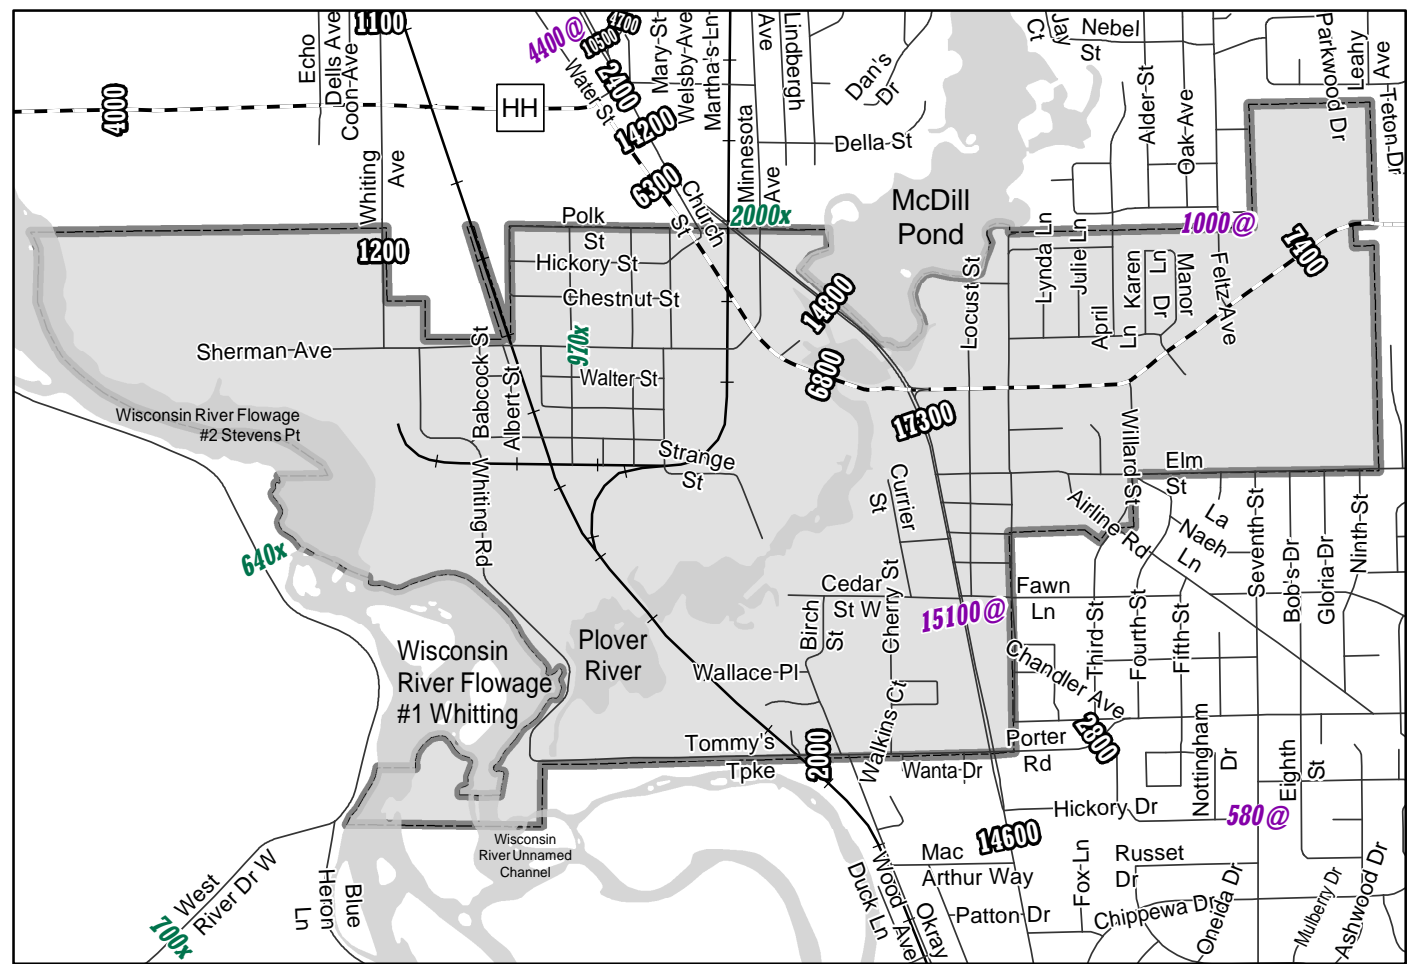 1100
4400 @
4700
10500
2400
Mary-St
Welsby-Ave
Martha's-Ln
Ave
Lindbergh
Jay
Ct
Nebel
St
Parkwood Dr
Leahy
Ave
Echo
Dells Ave
Coon-Ave
4000
HH
Water St
14200
Dan's
Dr
Della-St
Alder-St
Oak-Ave
Teton-Dr
Whiting
Ave
6300
Church
St
Minnesota
Ave
2000x
McDill
Pond
1000 @
7400
1200
Polk
St
Hickory St
Chestnut-St
14800
Locust St
Lynda Ln
Julie Ln
April
Ln
Karen
Ln
Dr
Manor
Feltz-Ave
Sherman Ave
Babcock-St
Albert-St
970x
Walter-St
6800
17300
Wisconsin River Flowage
#2 Stevens Pt
Strange
St
Willard-St
Elm
St
Whiting-Rd
Currier
St
Airline Rd
La
Naeh
Ln
Seventh-St
Bob's-Dr
Gloria-Dr
Ninth-St
640x
Cedar
St W
Birch
St
Cherry St
15100 @
Fawn
Ln
Third-St
Fourth-St
Fifth-St
Wisconsin
River Flowage
#1 Whitting
Plover
River
Wallace-Pl
Chandler Ave
Walkins-Ct
Tommy's
Tpke
2000
Wanta-Dr
Porter
Rd
2800
Nottingham
Dr
Eighth
St
Hickory Dr
580 @
14600
Wisconsin
River Unnamed
Channel
Mac
Arthur Way
Fox-Ln
Russet
Dr
West
River Dr W
700x
Blue
Heron
Ln
Wood
Duck Ln
Okray
Ave
Patton-Dr
Chippewa Dr
Oneida Dr
Mulberry Dr
Ashwood Dr